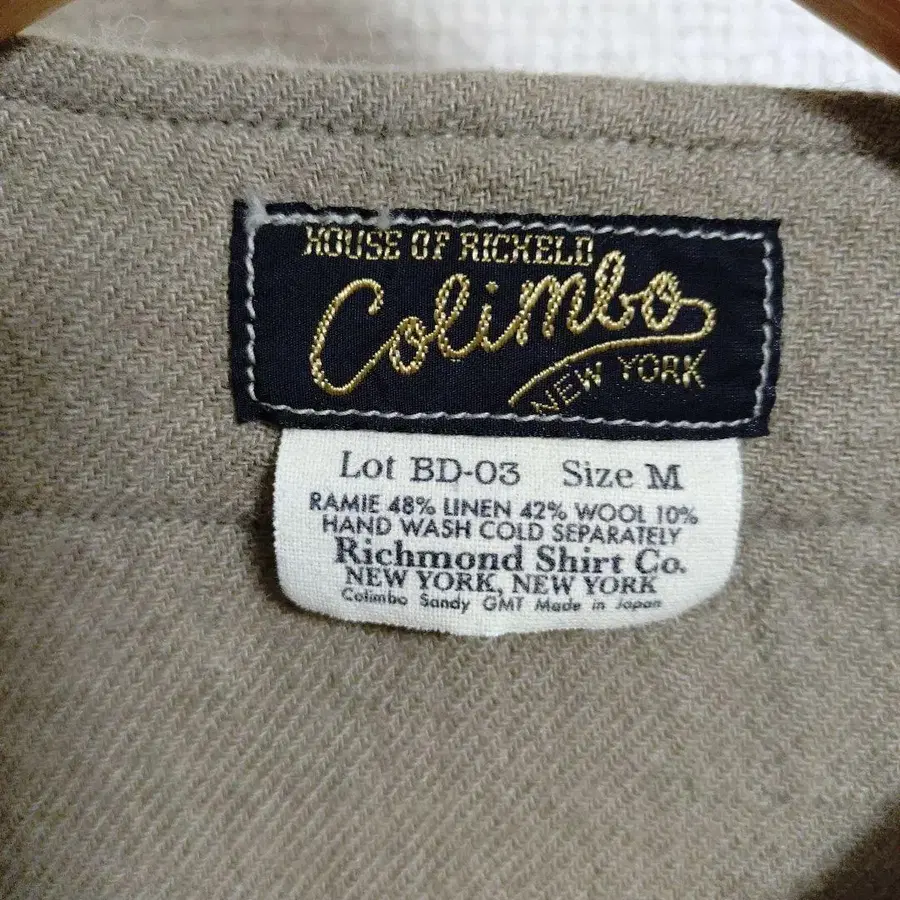 HOUSE OF RICHELD
Colimbo
NEW YORK
Lot BD-03 Size M
RAMIE 48% LINEN 42% WOOL 10%
HAND WASH COLD SEPARATELY
Richmond Shirt Co.
NEW YORK, NEW YORK
Colimbo Sandy GMT Made in Japan